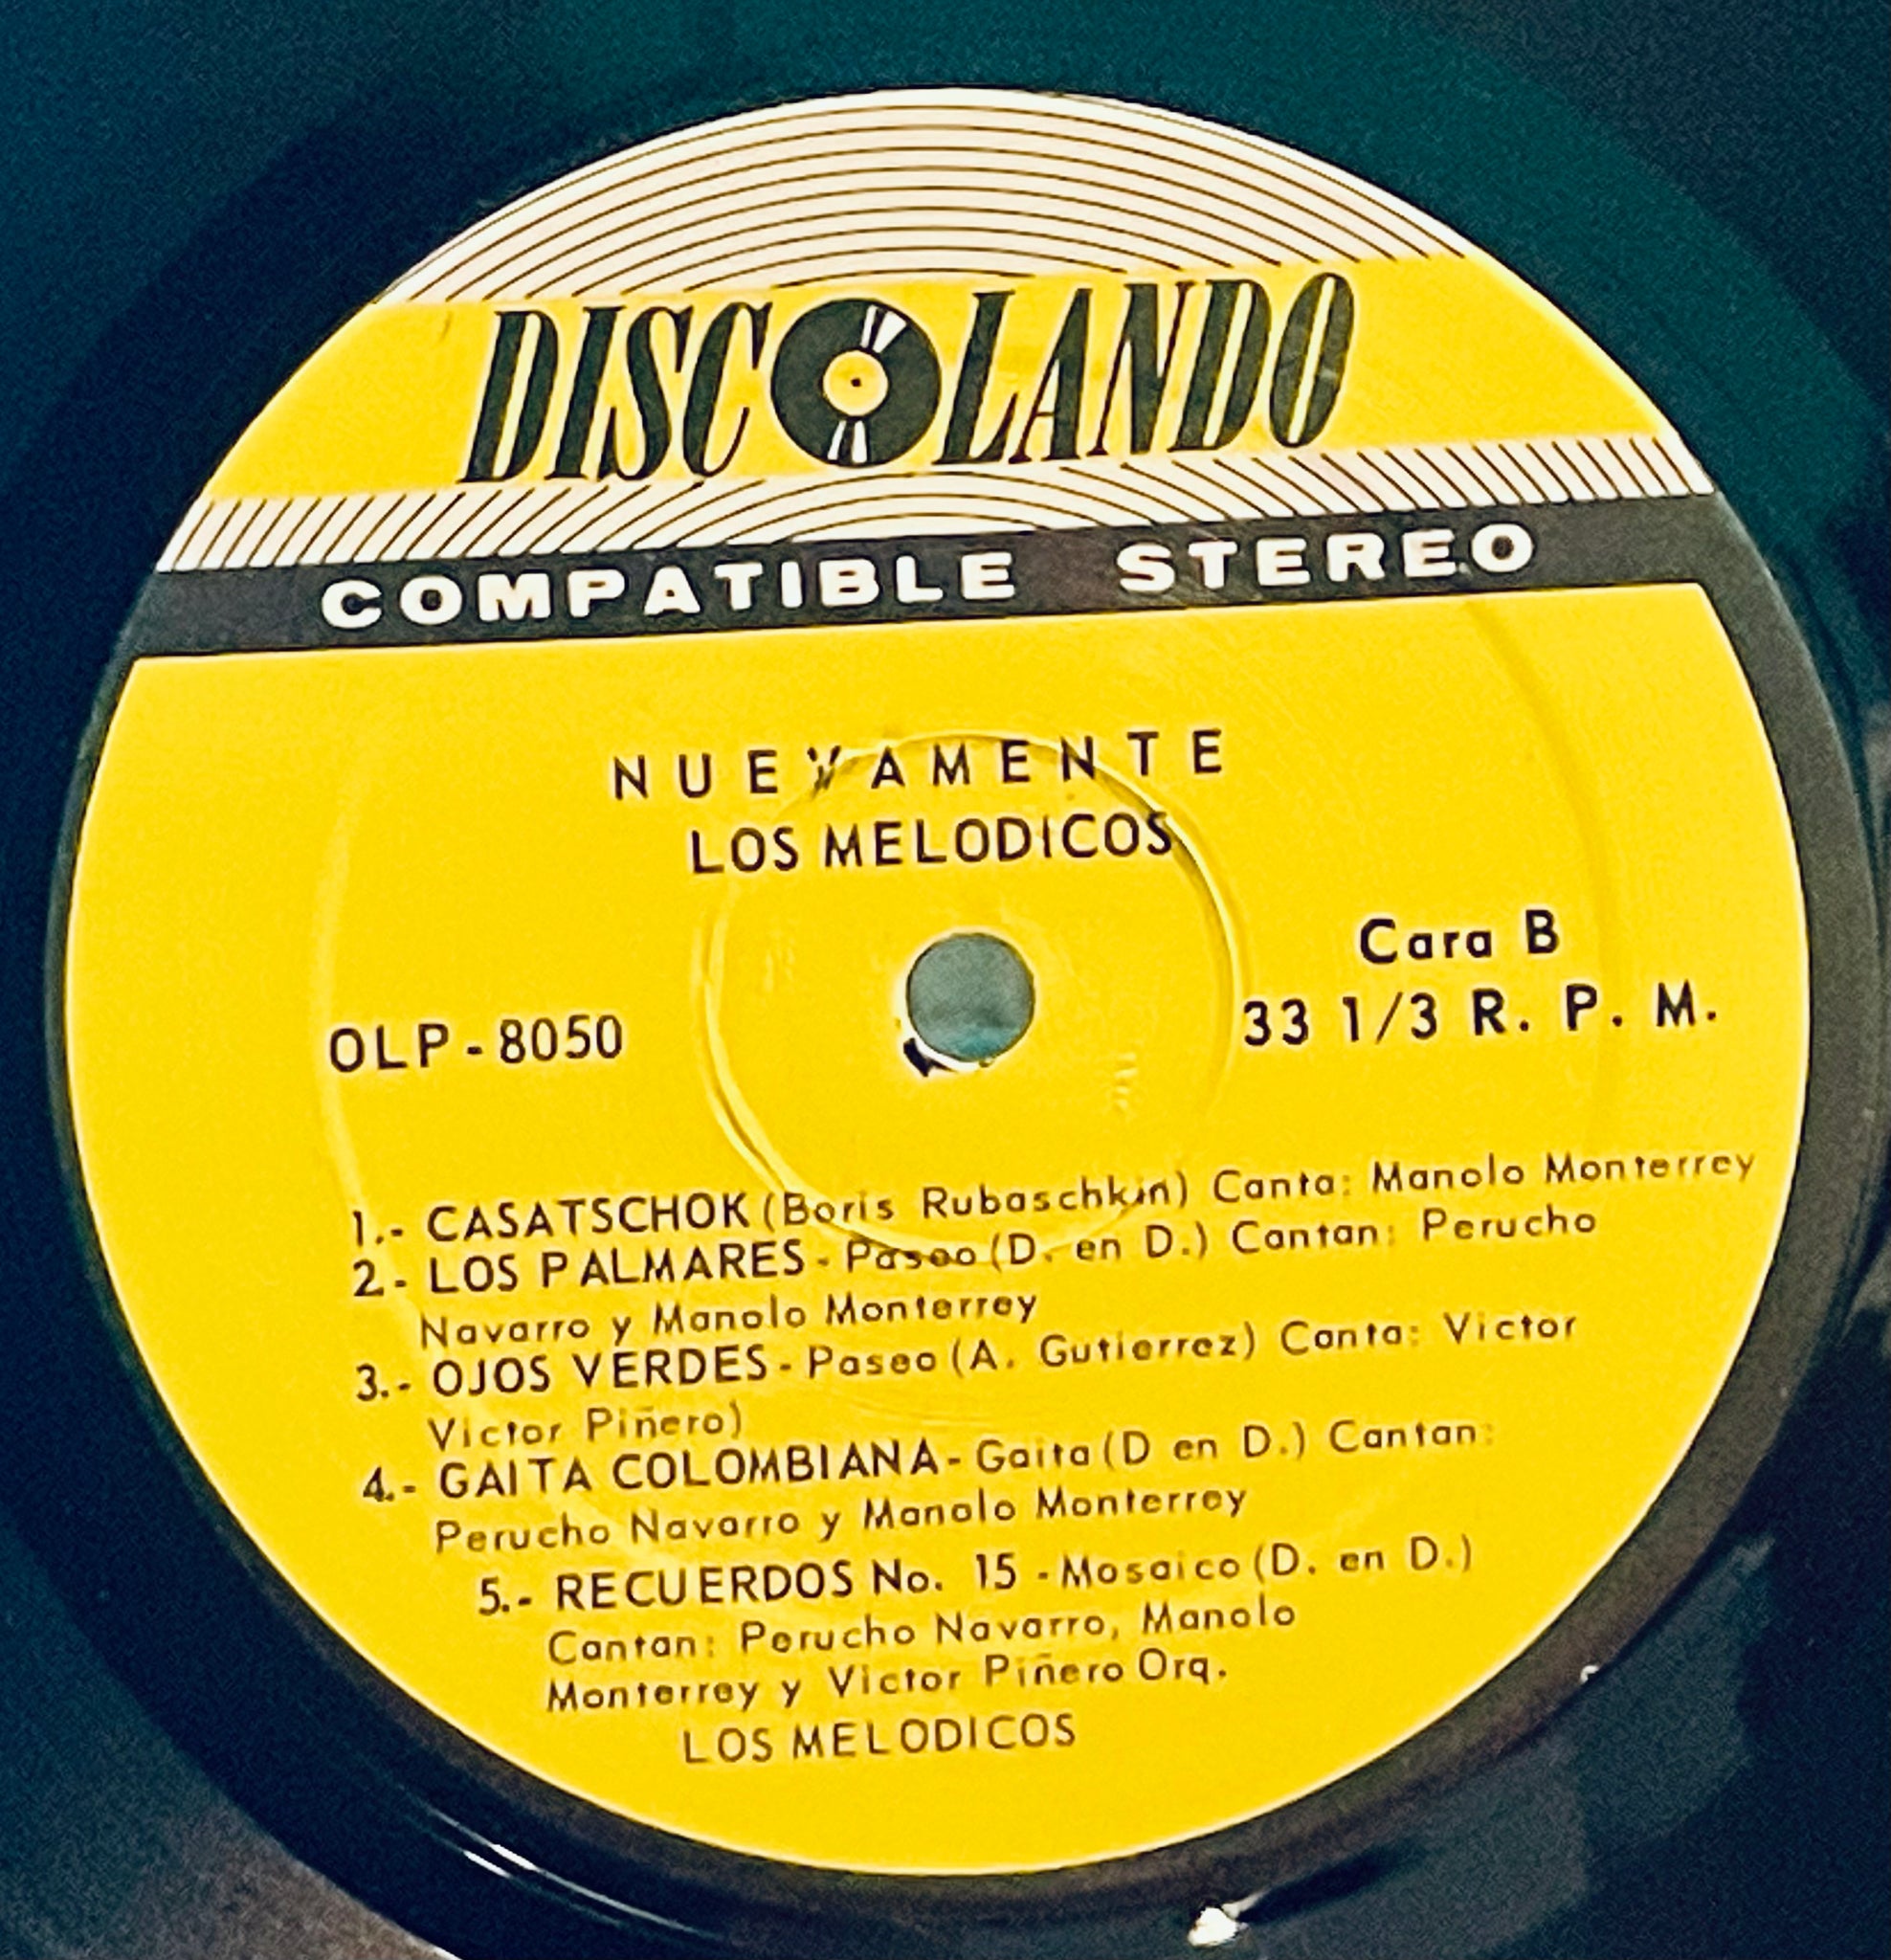 DISCOLANDO
COMPATIBLE STEREO
NUEVAMENTE
LOS MELODICOS
Cara B
OLP-8050
33 1/3 R. P. M.
1.- CASATSCHOK (Boris Rubaschkin) Canta: Manolo Monterrey
2.- LOS PALMARES - Paseo (D. en D.) Cantan: Perucho
Navarro y Manolo Monterrey
3.- OJOS VERDES - Paseo (A. Gutierrez) Canta: Victor
Victor Piñero)
4.- GAITA COLOMBIANA - Gaita (D en D.) Cantan:
Perucho Navarro y Manolo Monterrey
5.- RECUERDOS No. 15 - Mosaico (D. en D.)
Cantan: Perucho Navarro, Manolo
Monterrey y Victor Piñero Orq.
LOS MELODICOS